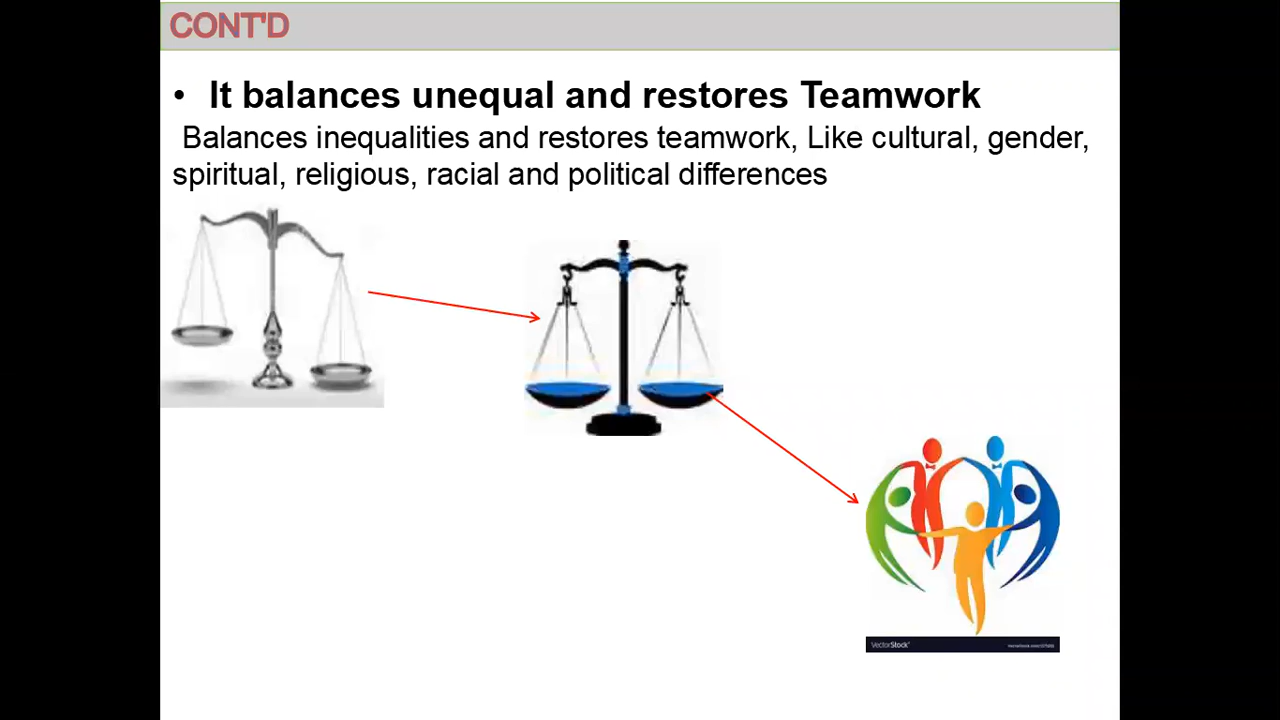 CONT'D
• It balances unequal and restores Teamwork
Balances inequalities and restores teamwork, Like cultural, gender,
spiritual, religious, racial and political differences
VectorStock